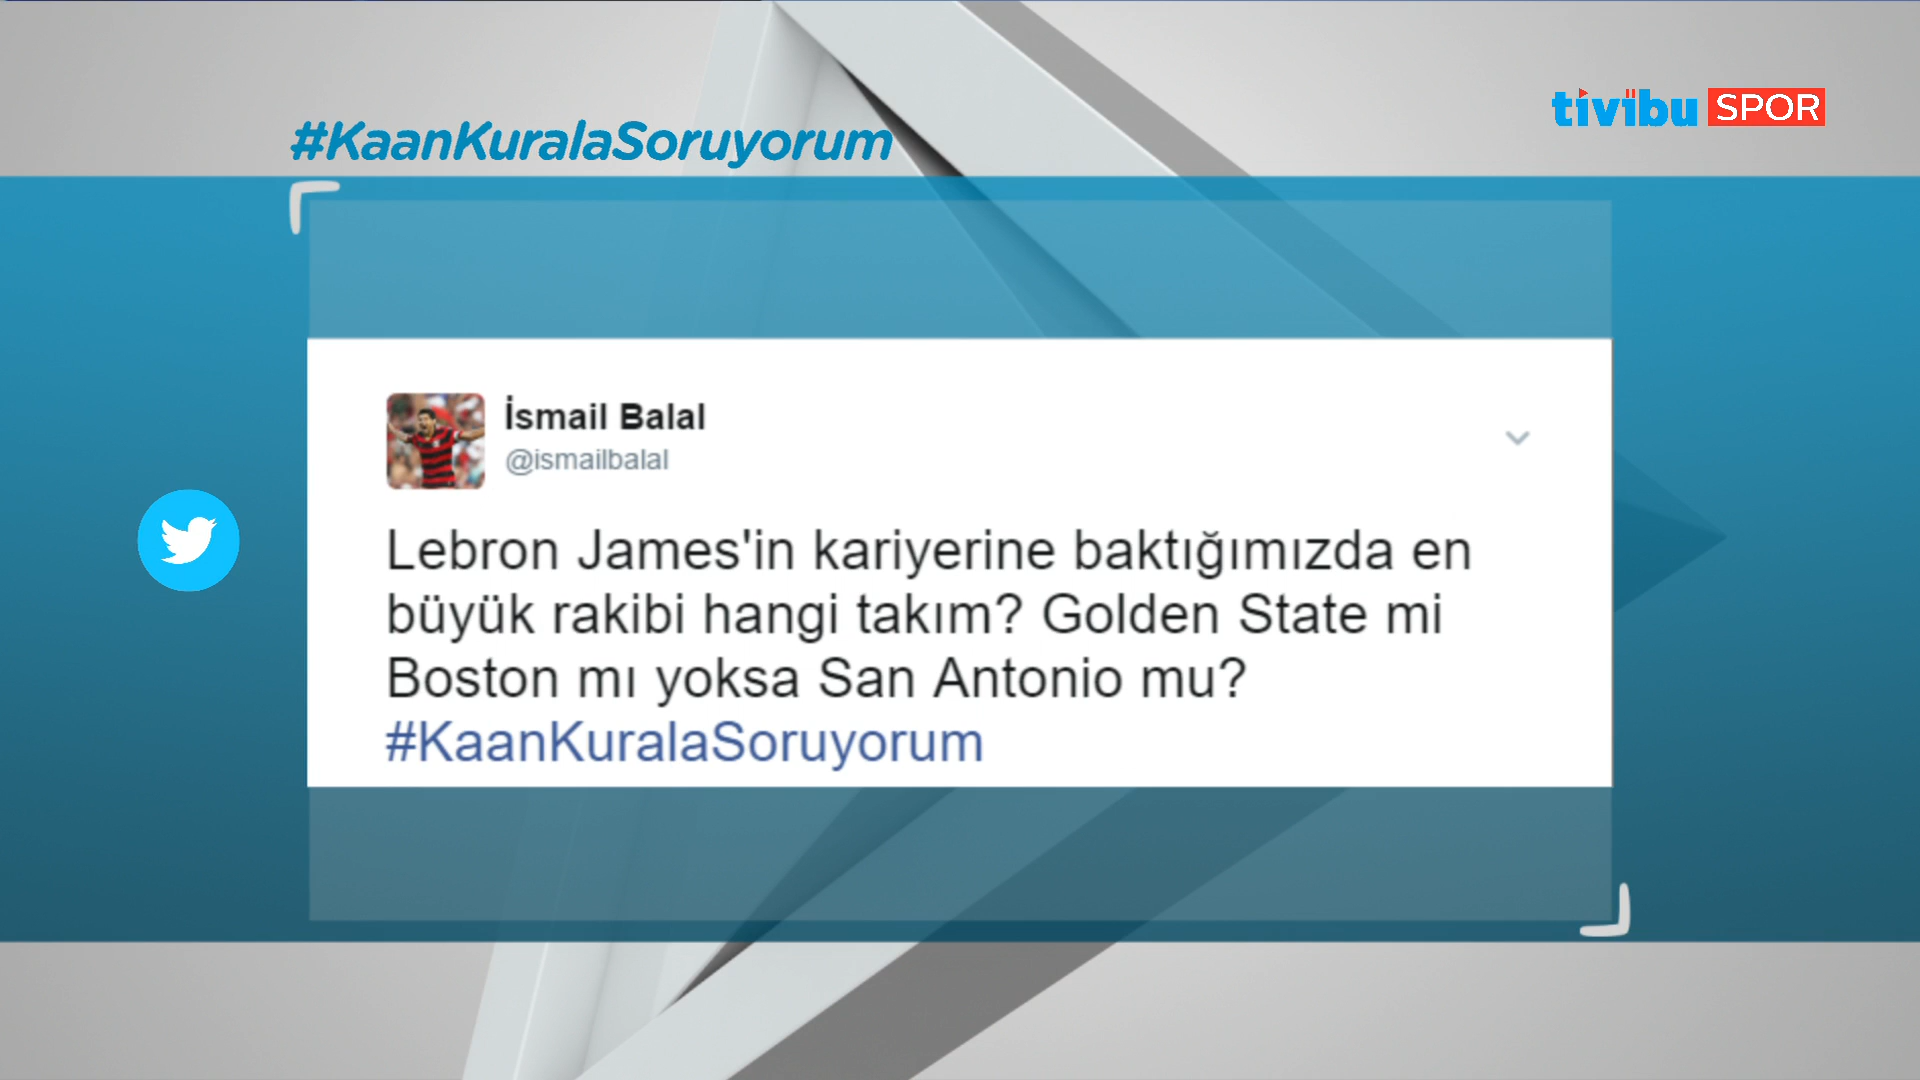 #KaanKuralaSoruyorum
tivibu SPOR
İsmail Balal
@ismailbalal
Lebron James'in kariyerine baktığımızda en
büyük rakibi hangi takım? Golden State mi
Boston mı yoksa San Antonio mu?
#KaanKuralaSoruyorum